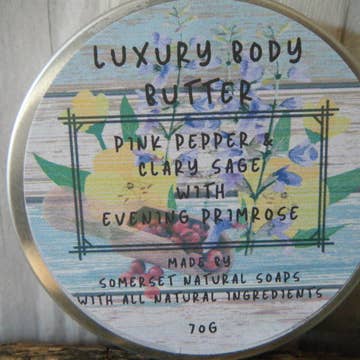 LUXURY BODY
BUTTER
PINK PEPPER &
CLARY SAGE
WITH
EVENING PRIMROSE
MADE BY
SOMERSET NATURAL SOAPS
WITH ALL NATURAL INGREDIENTS
70G